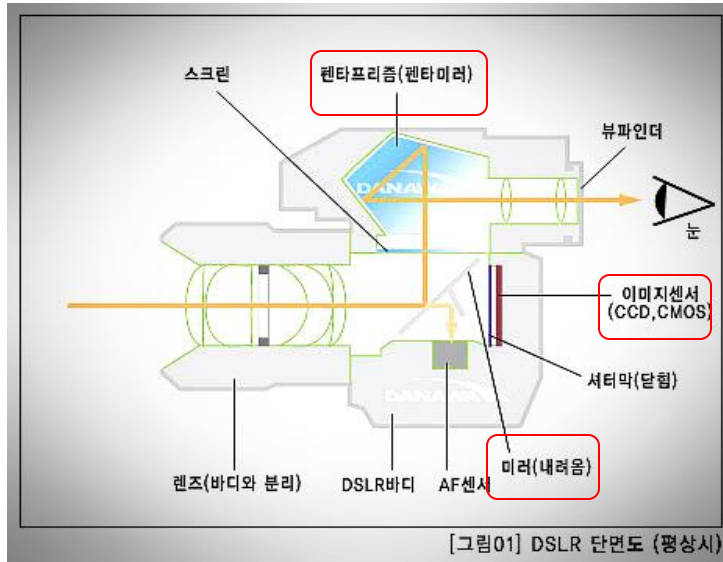 스크린
펜타프리즘(펜타미러)
뷰파인더
DANAWA
눈
이미지센서
(CCD,CMOS)
셔터막(닫힘)
DANAWA
미러(내려옴)
렌즈(바디와 분리)
DSLR바디
AF센서
[그림01] DSLR 단면도 (평상시)